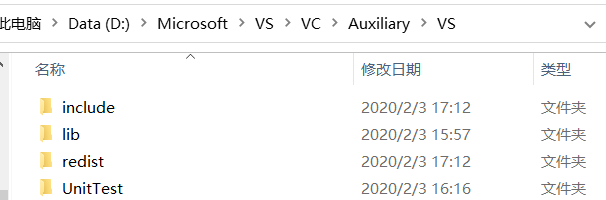 此电脑 > Data (D:) > Microsoft > VS > VC > Auxiliary > VS
名称 修改日期 类型
include 2020/2/3 17:12 文件夹
lib 2020/2/3 15:57 文件夹
redist 2020/2/3 17:12 文件夹
UnitTest 2020/2/3 16:16 文件夹